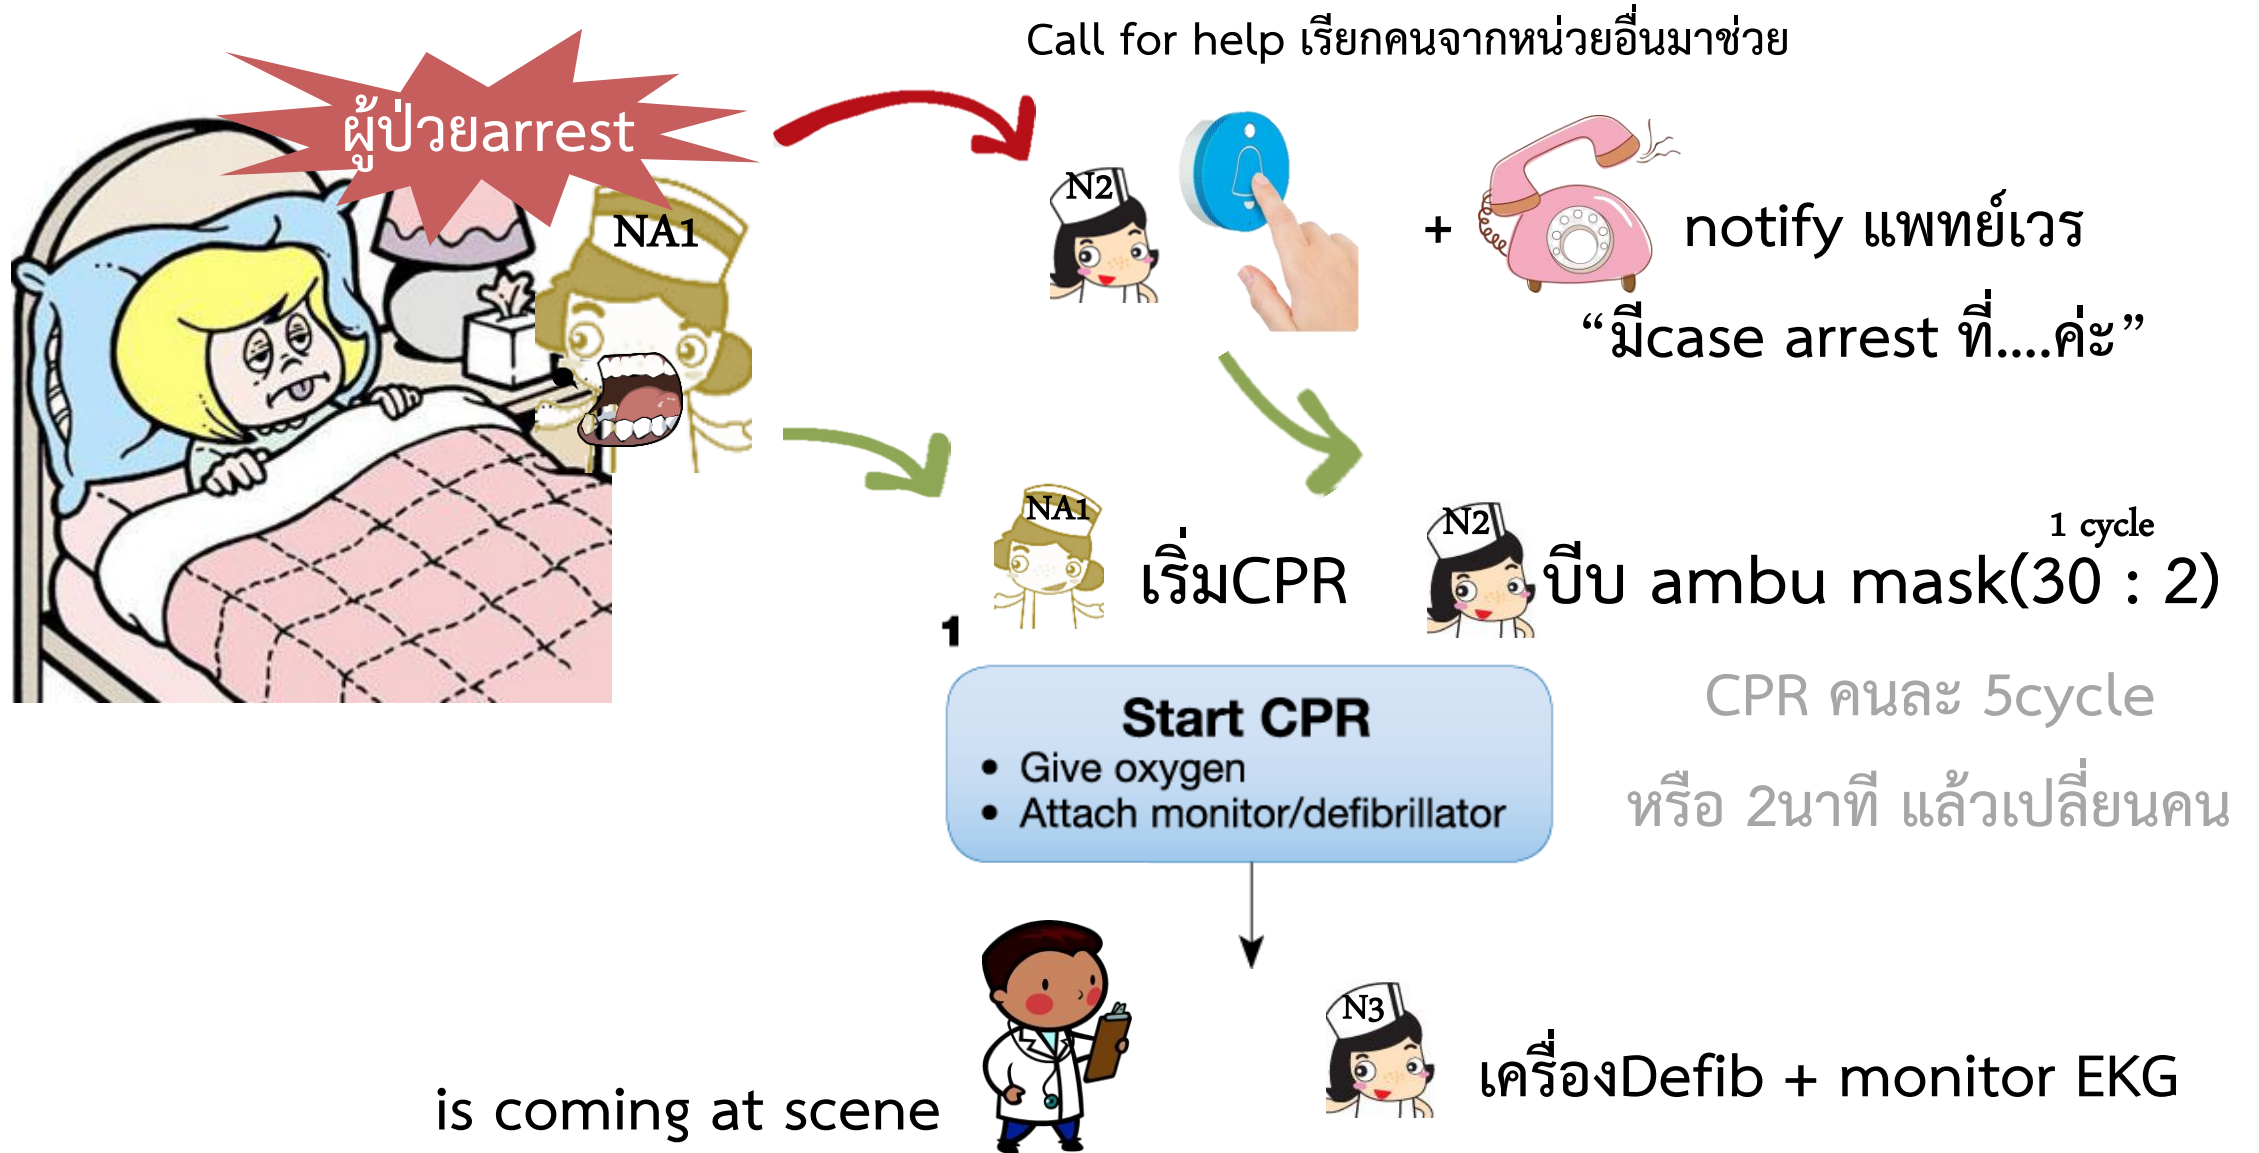 Call for help เรียกคนจากหน่วยอื่นมาช่วย
ผู้ป่วยarrest
NA1
N2
+
notify แพทย์เวร
“มีcase arrest ที่....ค่ะ”
NA1
เริ่มCPR
N2
1 cycle
บีบ ambu mask(30 : 2)
1
Start CPR
• Give oxygen
• Attach monitor/defibrillator
CPR คนละ 5cycle
หรือ 2นาที แล้วเปลี่ยนคน
is coming at scene
N3
เครื่องDefib + monitor EKG